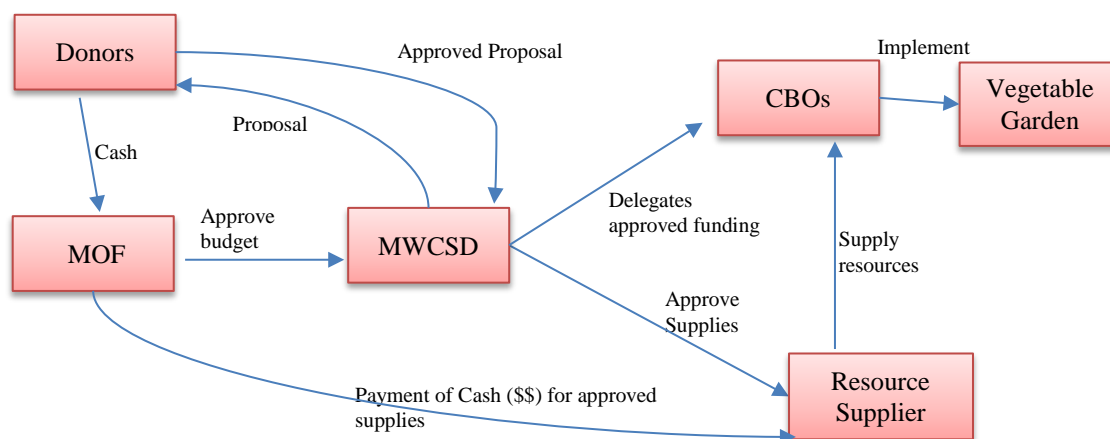 Donors
Approved Proposal
Implement
CBOs
Vegetable
Garden
Proposal
Cash
Delegates
approved funding
Approve
budget
MOF
MWCSD
Supply
resources
Approve
Supplies
Payment of Cash ($$) for approved
supplies
Resource
Supplier